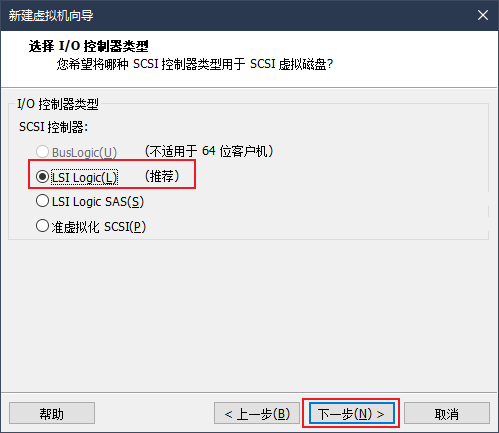 新建虚拟机向导
选择 I/O 控制器类型
您希望将哪种 SCSI 控制器类型用于 SCSI 虚拟磁盘?
I/O 控制器类型
SCSI 控制器:
BusLogic(U) (不适用于 64 位客户机)
LSI Logic(L) (推荐)
LSI Logic SAS(S)
准虚拟化 SCSI(P)
帮助 < 上一步(B) 下一步(N) > 取消